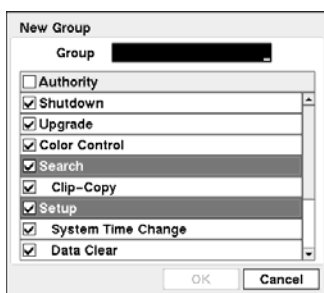 New Group
Group
Authority
Shutdown
Upgrade
Color Control
Search
Clip-Copy
Setup
System Time Change
Data Clear
OK Cancel